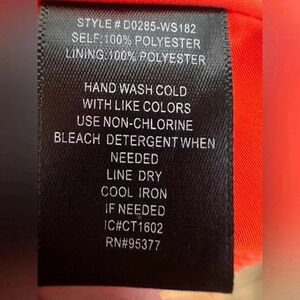 STYLE # D0285-WS182
SELF: 100% POLYESTER
LINING: 100% POLYESTER
HAND WASH COLD
WITH LIKE COLORS
USE NON-CHLORINE
BLEACH DETERGENT WHEN
NEEDED
LINE DRY
COOL IRON
IF NEEDED
IC#CT1602
RN#95377